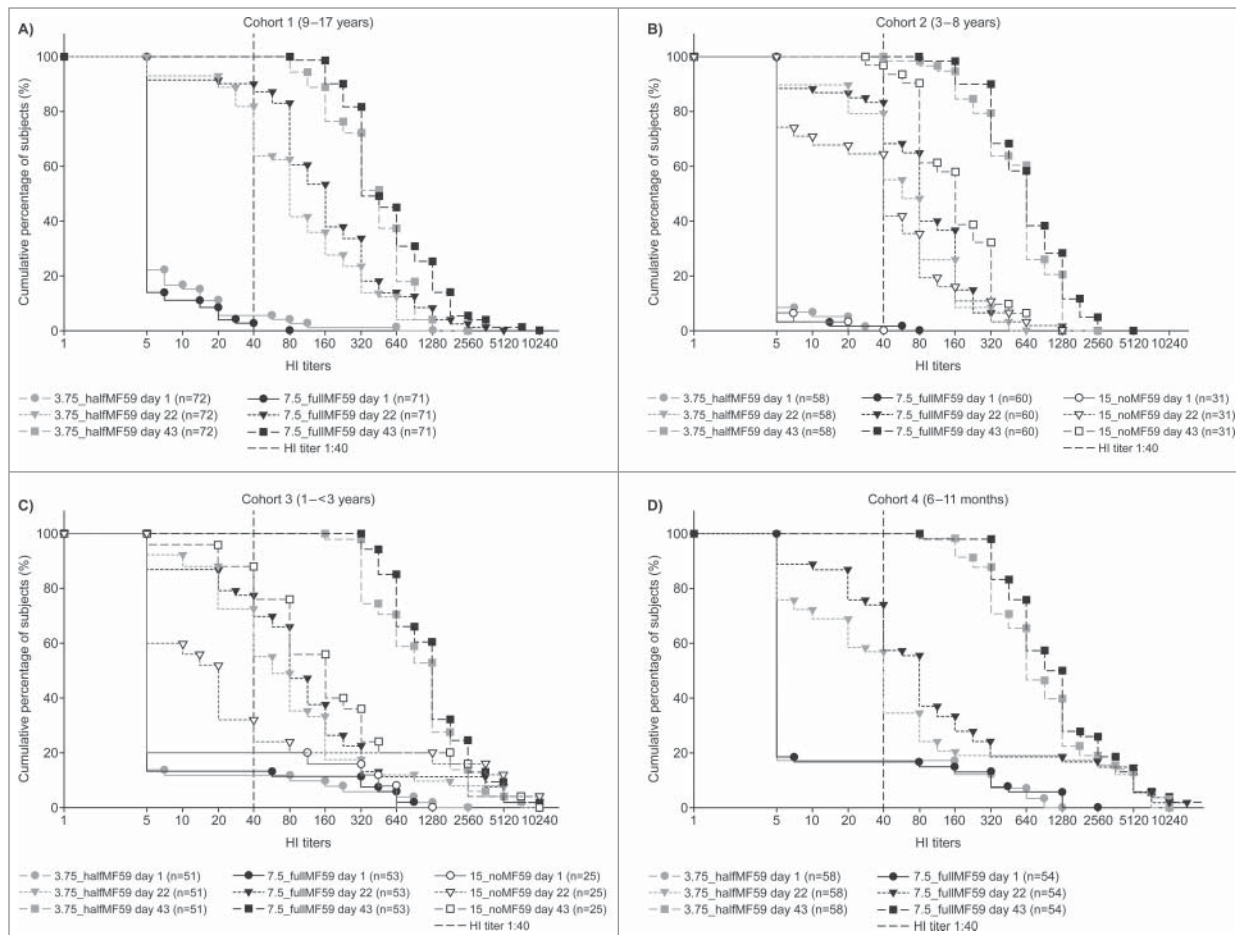 A)
Cohort 1 (9–17 years)
Cumulative percentage of subjects (%)
100
80
60
40
20
0
1 5 10 20 40 80 160 320 640 1280 2560 5120 10240
HI titers
3.75_halfMF59 day 1 (n=72) 7.5_fullMF59 day 1 (n=71)
3.75_halfMF59 day 22 (n=72) 7.5_fullMF59 day 22 (n=71)
3.75_halfMF59 day 43 (n=72) 7.5_fullMF59 day 43 (n=71)
HI titer 1:40
B)
Cohort 2 (3–8 years)
Cumulative percentage of subjects (%)
100
80
60
40
20
0
1 5 10 20 40 80 160 320 640 1280 2560 5120 10240
HI titers
3.75_halfMF59 day 1 (n=58) 7.5_fullMF59 day 1 (n=60) 15_noMF59 day 1 (n=31)
3.75_halfMF59 day 22 (n=58) 7.5_fullMF59 day 22 (n=60) 15_noMF59 day 22 (n=31)
3.75_halfMF59 day 43 (n=58) 7.5_fullMF59 day 43 (n=60) 15_noMF59 day 43 (n=31)
HI titer 1:40
C)
Cohort 3 (1–<3 years)
Cumulative percentage of subjects (%)
100
80
60
40
20
0
1 5 10 20 40 80 160 320 640 1280 2560 5120 10240
HI titers
3.75_halfMF59 day 1 (n=51) 7.5_fullMF59 day 1 (n=53) 15_noMF59 day 1 (n=25)
3.75_halfMF59 day 22 (n=51) 7.5_fullMF59 day 22 (n=53) 15_noMF59 day 22 (n=25)
3.75_halfMF59 day 43 (n=51) 7.5_fullMF59 day 43 (n=53) 15_noMF59 day 43 (n=25)
HI titer 1:40
D)
Cohort 4 (6–11 months)
Cumulative percentage of subjects (%)
100
80
60
40
20
0
1 5 10 20 40 80 160 320 640 1280 2560 5120 10240
HI titers
3.75_halfMF59 day 1 (n=58) 7.5_fullMF59 day 1 (n=54)
3.75_halfMF59 day 22 (n=58) 7.5_fullMF59 day 22 (n=54)
3.75_halfMF59 day 43 (n=58) 7.5_fullMF59 day 43 (n=54)
HI titer 1:40